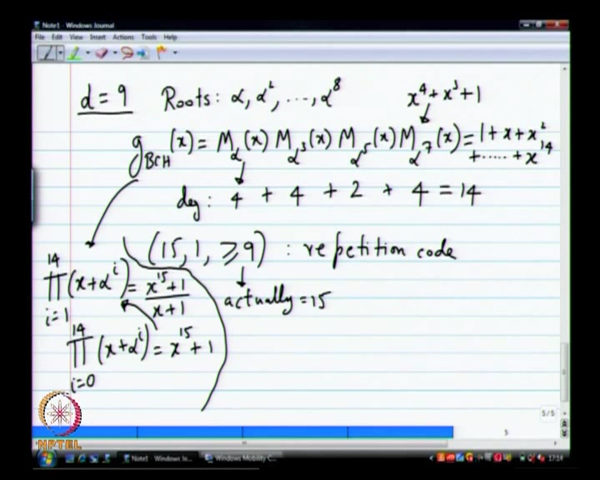 Note1 - Windows Journal
File Edit View Insert Actions Tools Help
d = 9 Roots: α, α², ..., α⁸
x⁴ + x³ + 1
g_BCH (x) = M_α(x) M_α³(x) M_α⁵(x) M_α⁷(x) = 1 + x + x² + ..... + x¹⁴
deg: 4 + 4 + 2 + 4 = 14
(15, 1, ≥9) : repetition code
actually = 15
∏_{i=1}^{14} (x+αⁱ) = (x¹⁵+1)/(x+1)
∏_{i=0}^{14} (x+αⁱ) = x¹⁵ + 1
5/5
5
NPTEL
Note1 - Windows Jo...
Windows Mobility C...
17:14